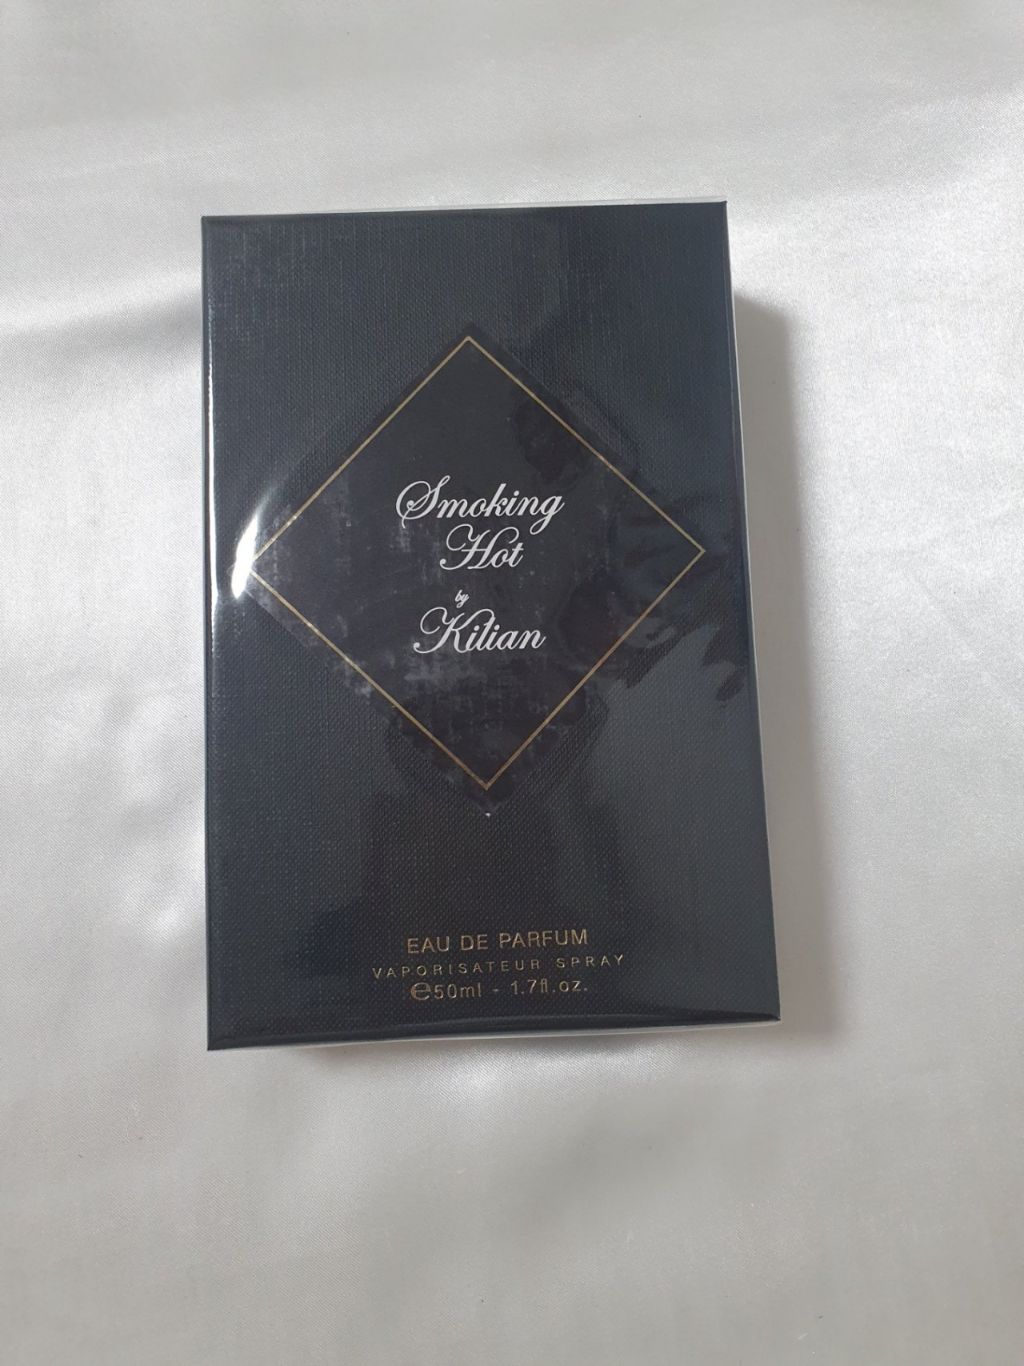 Smoking
Hot
by
Kilian
EAU DE PARFUM
VAPORISATEUR SPRAY
℮50ml - 1.7fl.oz.